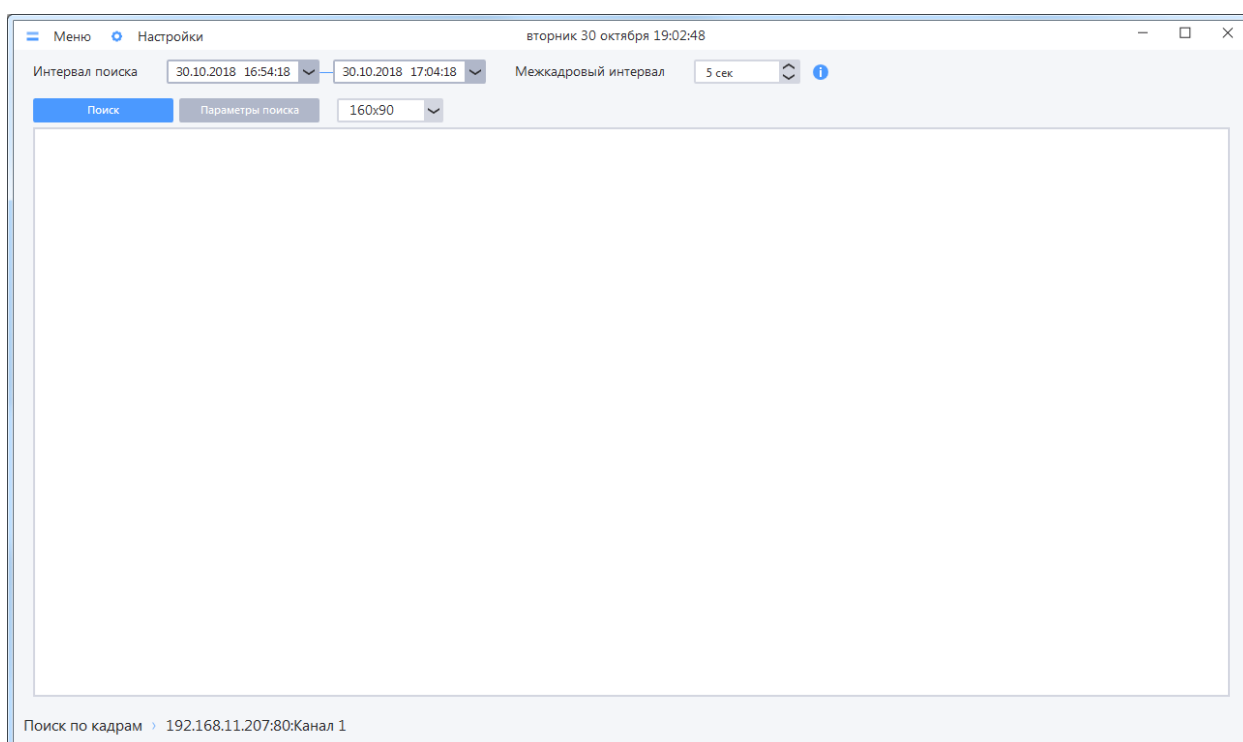 Меню Настройки вторник 30 октября 19:02:48
Интервал поиска 30.10.2018 16:54:18 30.10.2018 17:04:18 Межкадровый интервал 5 сек
Поиск Параметры поиска 160x90
Поиск по кадрам › 192.168.11.207:80:Канал 1